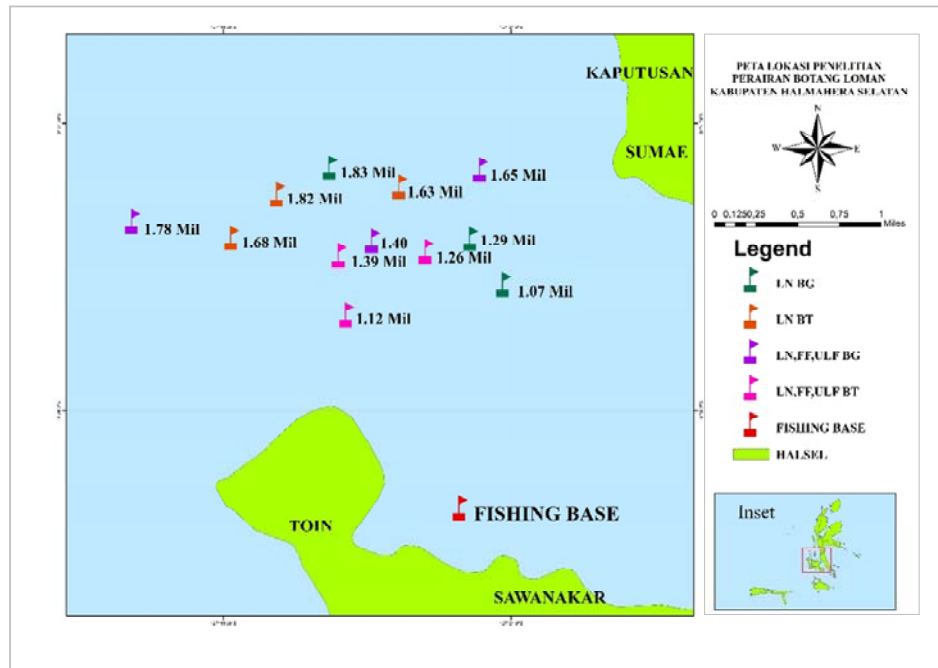 KAPUTUSAN
SUMAE
1.83 Mil
1.65 Mil
1.82 Mil
1.63 Mil
1.78 Mil
1.68 Mil
1.40
1.29 Mil
1.39 Mil
1.26 Mil
1.07 Mil
1.12 Mil
TOIN
FISHING BASE
SAWANAKAR
PETA LOKASI PENELITIAN
PERAIRAN BOTANG LOMAN
KABUPATEN HALMAHERA SELATAN
N
W E
S
0 0,125 0,25 0,5 0,75 1
Miles
Legend
LN BG
LN BT
LN,FF,ULF BG
LN,FF,ULF BT
FISHING BASE
HALSEL
Inset